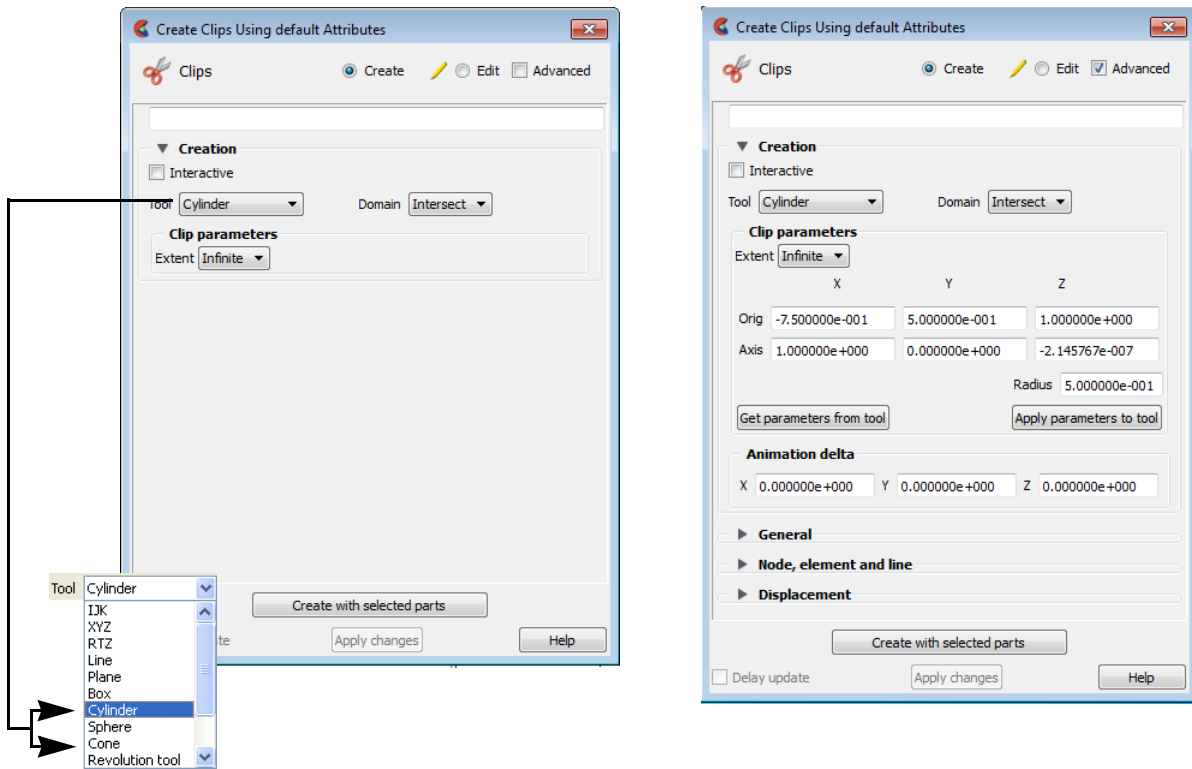 Create Clips Using default Attributes
Clips
Create
Edit
Advanced
Creation
Interactive
Tool Cylinder
Domain Intersect
Clip parameters
Extent Infinite
Create with selected parts
te
Apply changes
Help
Tool Cylinder
IJK
XYZ
RTZ
Line
Plane
Box
Cylinder
Sphere
Cone
Revolution tool
Create Clips Using default Attributes
Clips
Create
Edit
Advanced
Creation
Interactive
Tool Cylinder
Domain Intersect
Clip parameters
Extent Infinite
X Y Z
Orig -7.500000e-001 5.000000e-001 1.000000e+000
Axis 1.000000e+000 0.000000e+000 -2.145767e-007
Radius 5.000000e-001
Get parameters from tool
Apply parameters to tool
Animation delta
X 0.000000e+000 Y 0.000000e+000 Z 0.000000e+000
General
Node, element and line
Displacement
Create with selected parts
Delay update
Apply changes
Help